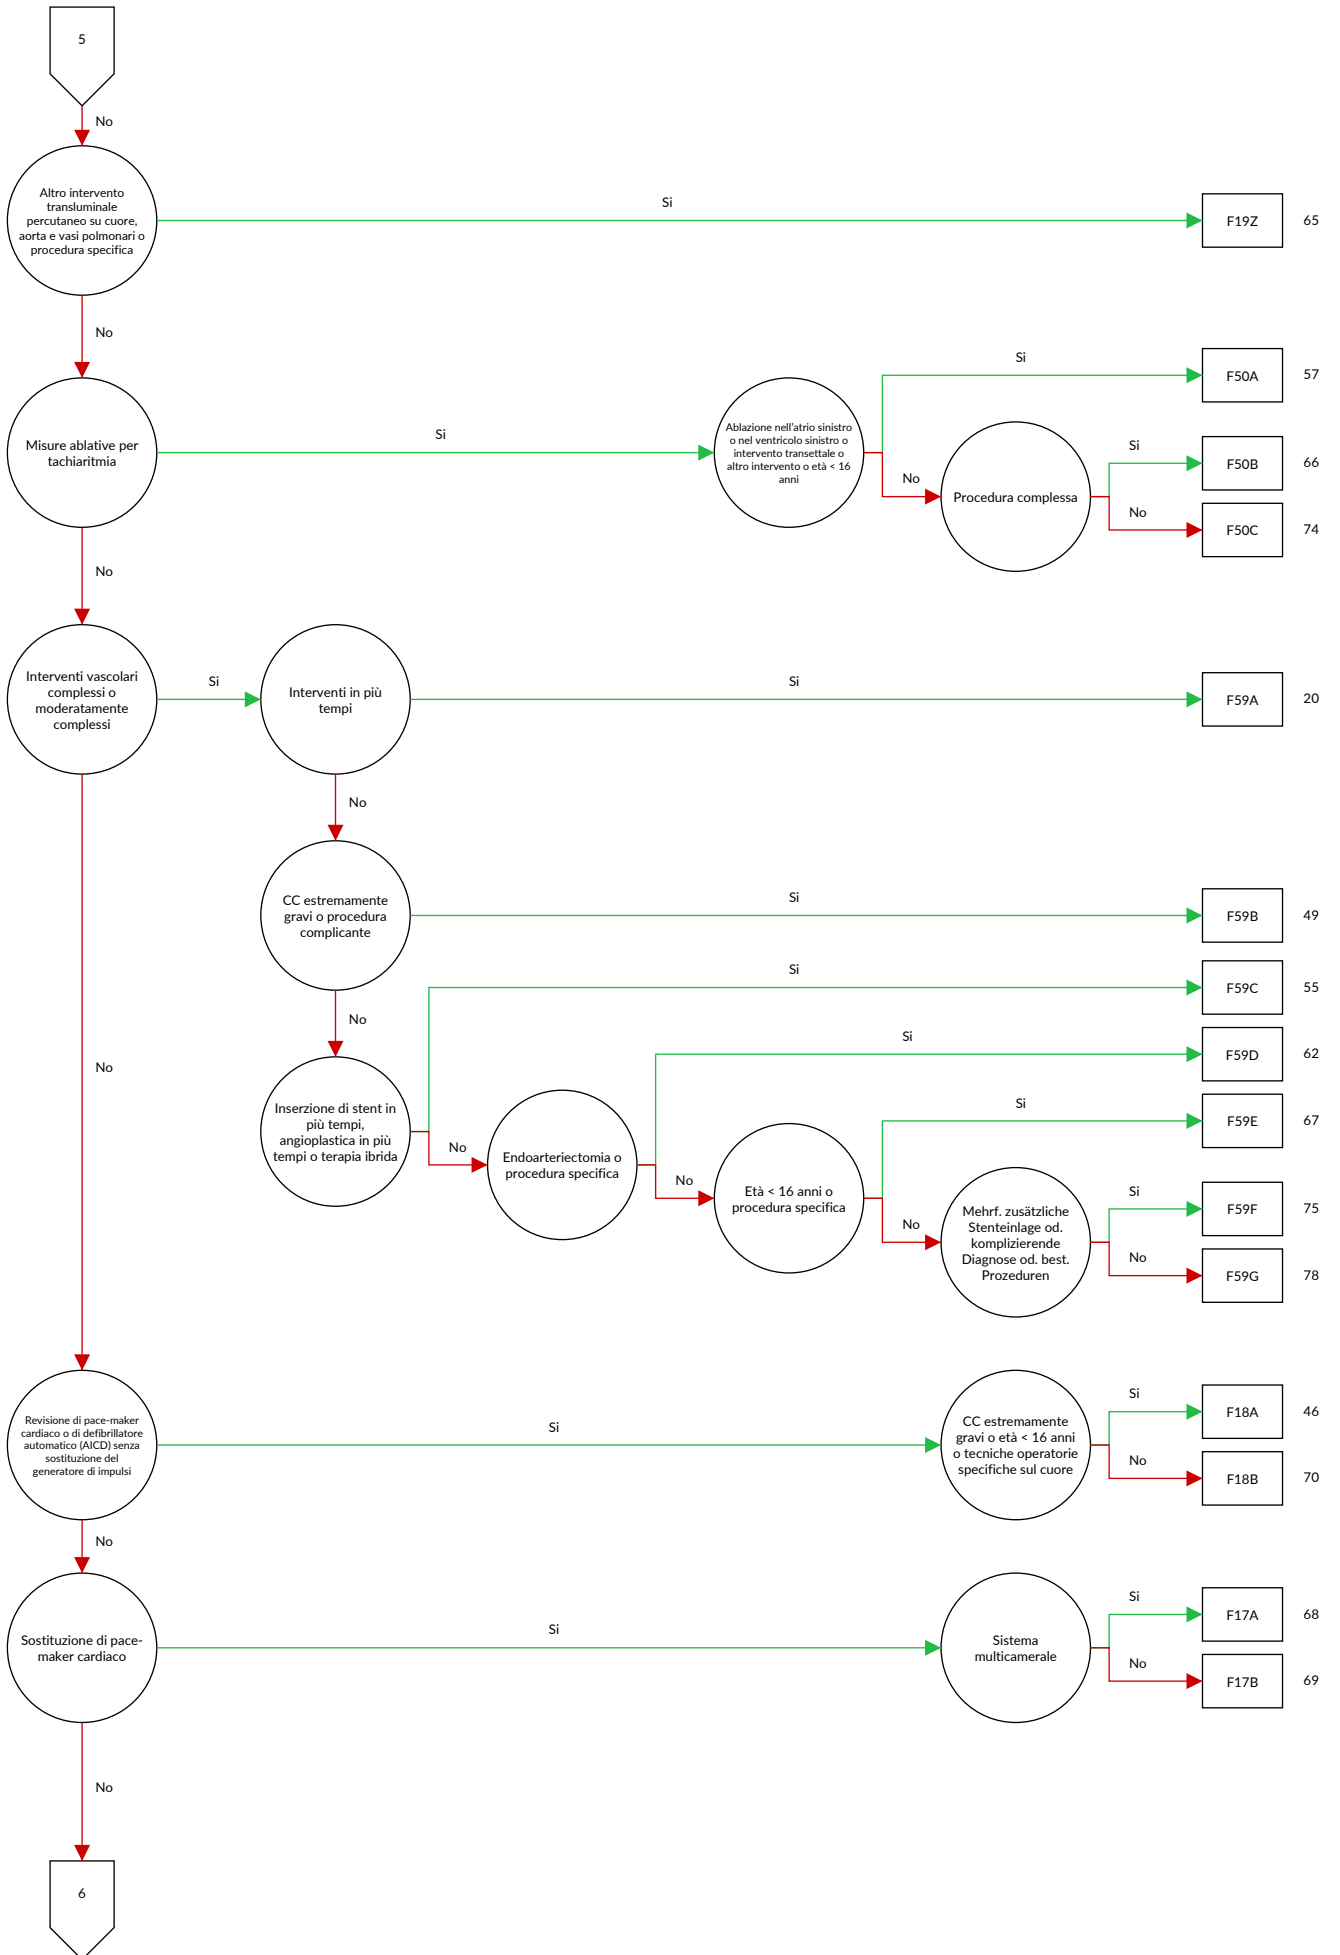 5
No
Altro intervento
transluminale
percutaneo su cuore,
aorta e vasi polmonari o
procedura specifica
Si
F19Z
65
No
Misure ablative per
tachiaritmia
Si
Ablazione nell'atrio sinistro
o nel ventricolo sinistro o
intervento transettale o
altro intervento o età < 16
anni
Si
F50A
57
No
Procedura complessa
Si
F50B
66
No
F50C
74
No
Interventi vascolari
complessi o
moderatamente
complessi
Si
Interventi in più
tempi
Si
F59A
20
No
CC estremamente
gravi o procedura
complicante
Si
F59B
49
No
Inserzione di stent in
più tempi,
angioplastica in più
tempi o terapia ibrida
Si
F59C
55
No
Endoarteriectomia o
procedura specifica
Si
F59D
62
No
Età < 16 anni o
procedura specifica
Si
F59E
67
No
Mehrf. zusätzliche
Stenteinlage od.
komplizierende
Diagnose od. best.
Prozeduren
Si
F59F
75
No
F59G
78
No
Revisione di pace-maker
cardiaco o di defibrillatore
automatico (AICD) senza
sostituzione del
generatore di impulsi
Si
CC estremamente
gravi o età < 16 anni
o tecniche operatorie
specifiche sul cuore
Si
F18A
46
No
F18B
70
No
Sostituzione di pace-
maker cardiaco
Si
Sistema
multicamerale
Si
F17A
68
No
F17B
69
No
6